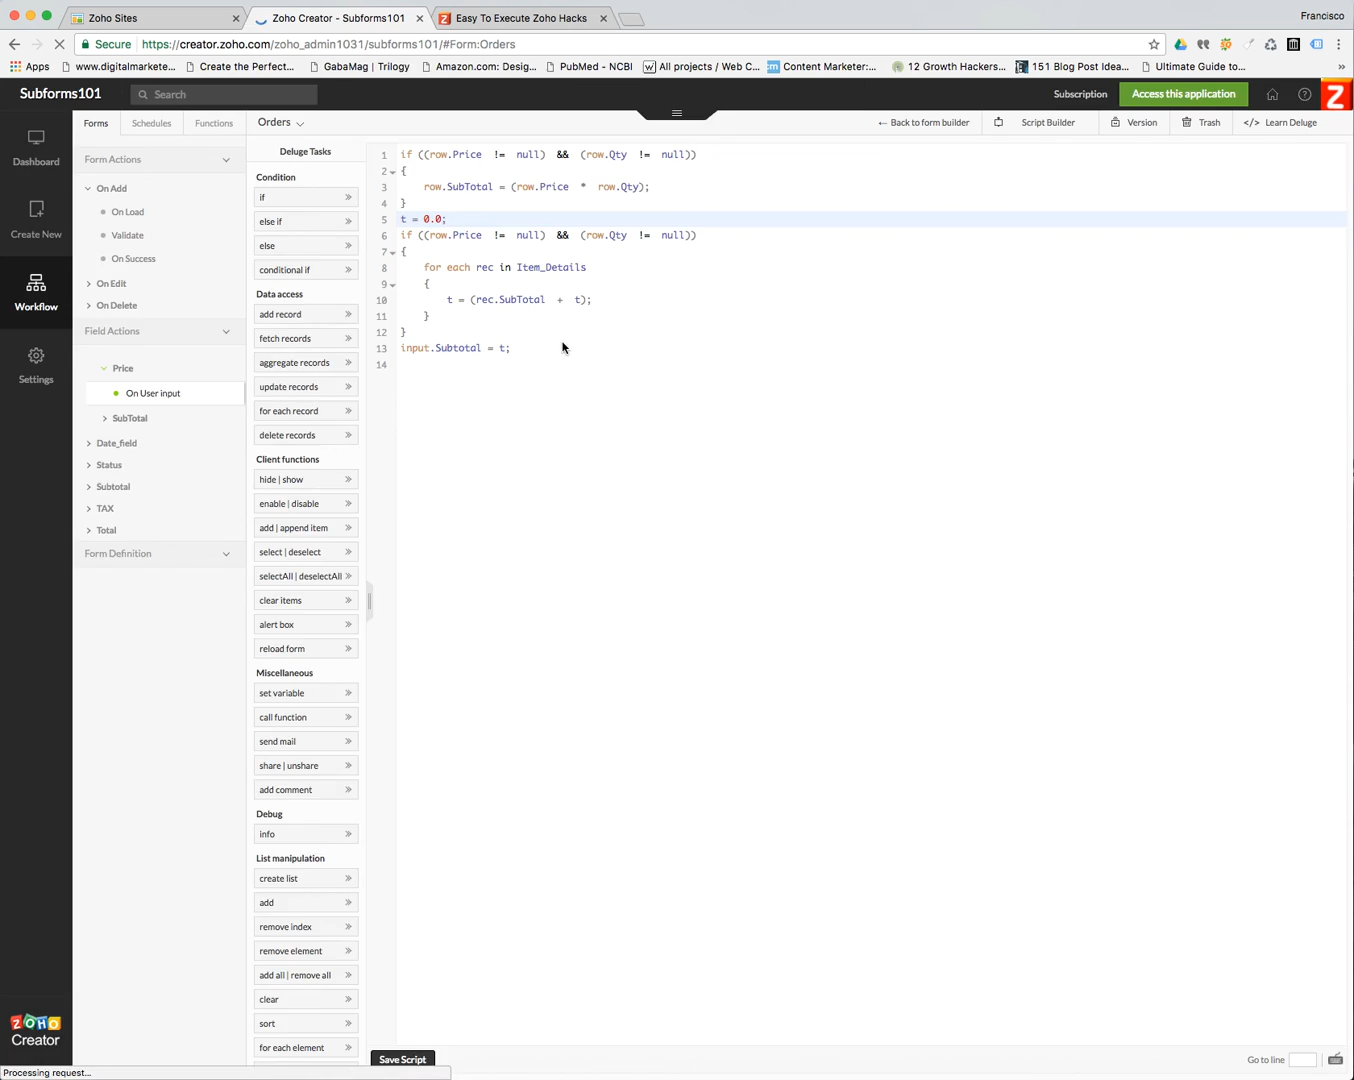 Zoho Sites
Zoho Creator - Subforms101
Easy To Execute Zoho Hacks
Francisco
Secure https://creator.zoho.com/zoho_admin1031/subforms101/#Form:Orders
Apps
www.digitalmarkete...
Create the Perfect...
GabaMag | Trilogy
Amazon.com: Desig...
PubMed - NCBI
All projects / Web C...
Content Marketer:...
12 Growth Hackers...
151 Blog Post Idea...
Ultimate Guide to...
Subforms101
Search
Subscription
Access this application
Forms
Schedules
Functions
Orders
Back to form builder
Script Builder
Version
Trash
</> Learn Deluge
Dashboard
Create New
Workflow
Settings
ZOHO
Creator
Form Actions
On Add
On Load
Validate
On Success
On Edit
On Delete
Field Actions
Price
On User input
SubTotal
Date_field
Status
Subtotal
TAX
Total
Form Definition
Deluge Tasks
Condition
if
else if
else
conditional if
Data access
add record
fetch records
aggregate records
update records
for each record
delete records
Client functions
hide | show
enable | disable
add | append item
select | deselect
selectAll | deselectAll
clear items
alert box
reload form
Miscellaneous
set variable
call function
send mail
share | unshare
add comment
Debug
info
List manipulation
create list
add
remove index
remove element
add all | remove all
clear
sort
for each element
1 if ((row.Price != null) && (row.Qty != null))
2 {
3 row.SubTotal = (row.Price * row.Qty);
4 }
5 t = 0.0;
6 if ((row.Price != null) && (row.Qty != null))
7 {
8 for each rec in Item_Details
9 {
10 t = (rec.SubTotal + t);
11 }
12 }
13 input.Subtotal = t;
14
Save Script
Go to line
Processing request...